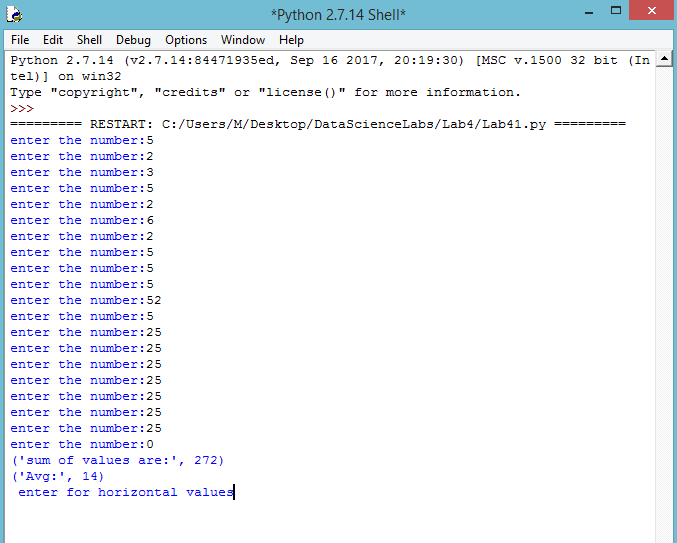 *Python 2.7.14 Shell*
File Edit Shell Debug Options Window Help
Python 2.7.14 (v2.7.14:84471935ed, Sep 16 2017, 20:19:30) [MSC v.1500 32 bit (In
tel)] on win32
Type "copyright", "credits" or "license()" for more information.
>>>
========= RESTART: C:/Users/M/Desktop/DataScienceLabs/Lab4/Lab41.py =========
enter the number:5
enter the number:2
enter the number:3
enter the number:5
enter the number:2
enter the number:6
enter the number:2
enter the number:5
enter the number:5
enter the number:5
enter the number:52
enter the number:5
enter the number:25
enter the number:25
enter the number:25
enter the number:25
enter the number:25
enter the number:25
enter the number:25
enter the number:0
('sum of values are:', 272)
('Avg:', 14)
 enter for horizontal values